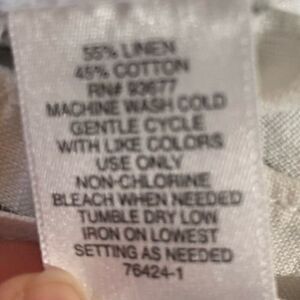 55% LINEN
45% COTTON
RN# 93677
MACHINE WASH COLD
GENTLE CYCLE
WITH LIKE COLORS
USE ONLY
NON-CHLORINE
BLEACH WHEN NEEDED
TUMBLE DRY LOW
IRON ON LOWEST
SETTING AS NEEDED
76424-1